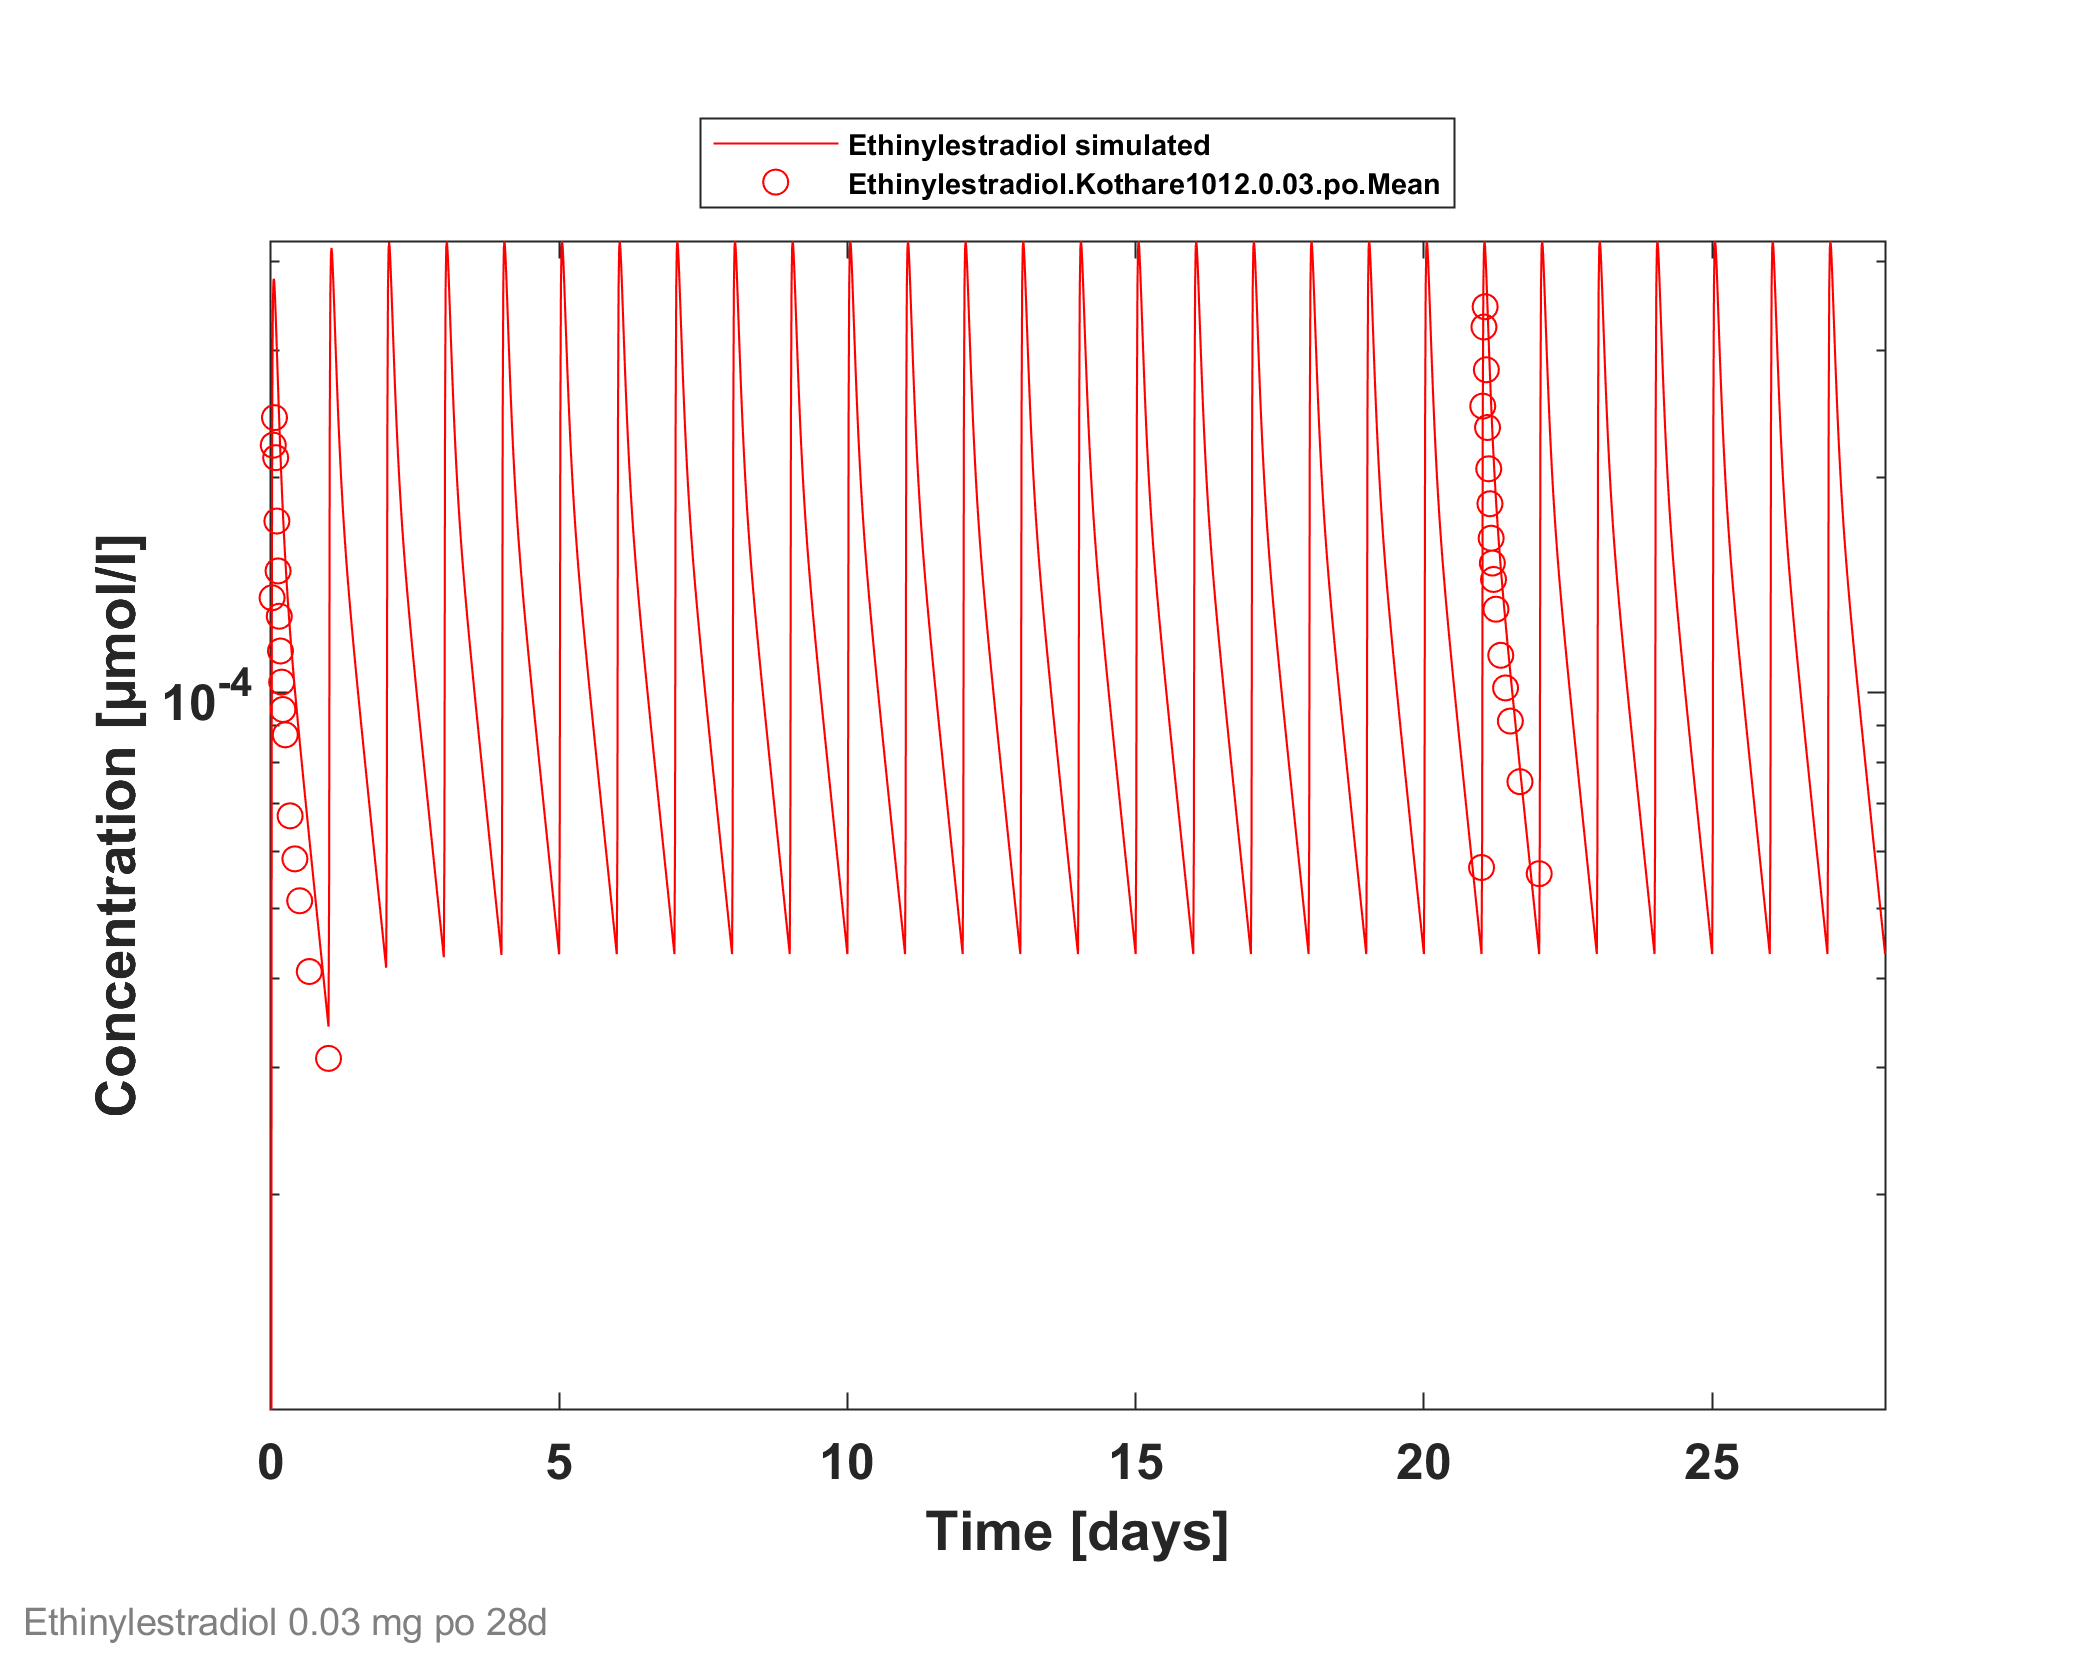 Ethinylestradiol simulated
Ethinylestradiol.Kothare1012.0.03.po.Mean
Concentration [µmol/l]
10-4
0 5 10 15 20 25
Time [days]
Ethinylestradiol 0.03 mg po 28d